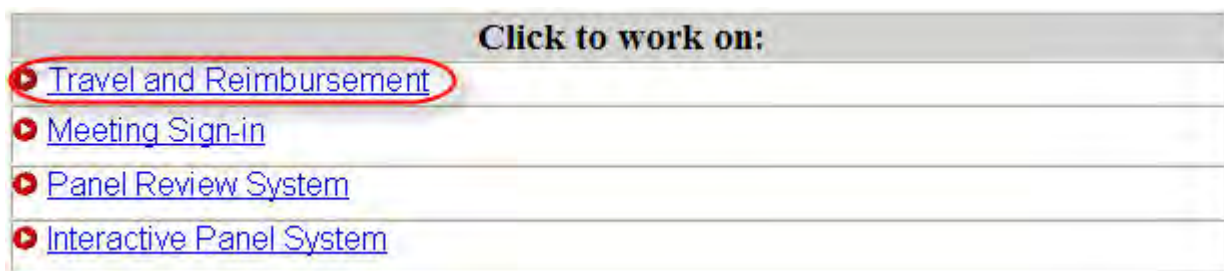 Click to work on:
Travel and Reimbursement
Meeting Sign-in
Panel Review System
Interactive Panel System